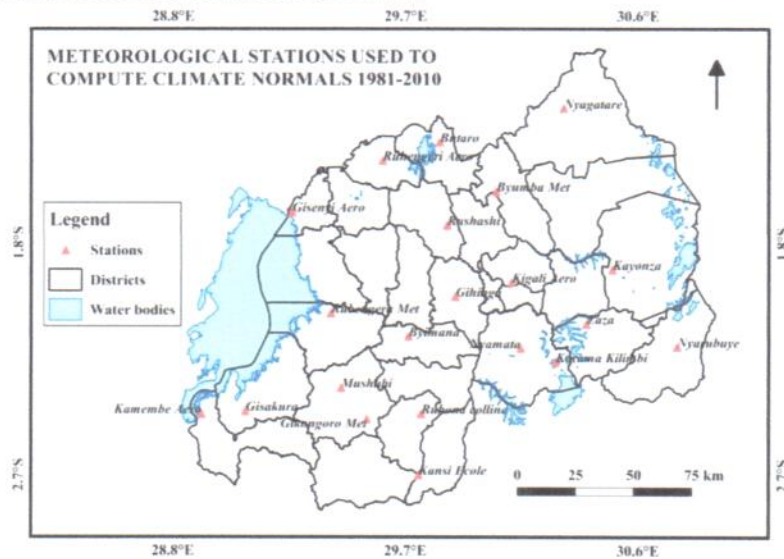 28.8°E 29.7°E 30.6°E
METEOROLOGICAL STATIONS USED TO
COMPUTE CLIMATE NORMALS 1981-2010
Nyagatare
Butaro
Ruhengeri Aero
Byumba Met
Gisenyi Aero
Rushashi
Legend
Stations
Districts
Water bodies
1.8°S
1.8°S
Kayonza
Kigali Aero
Gihinga
Rubengera Met
Zaza
Byimana
Nyamata
Nyarubuye
Karama
Mushubi
Kamembe Aero
Gisakura
Gikongoro Met
Rubona colline
Kansi Ecole
2.7°S
2.7°S
0 25 50 75 km
28.8°E 29.7°E 30.6°E